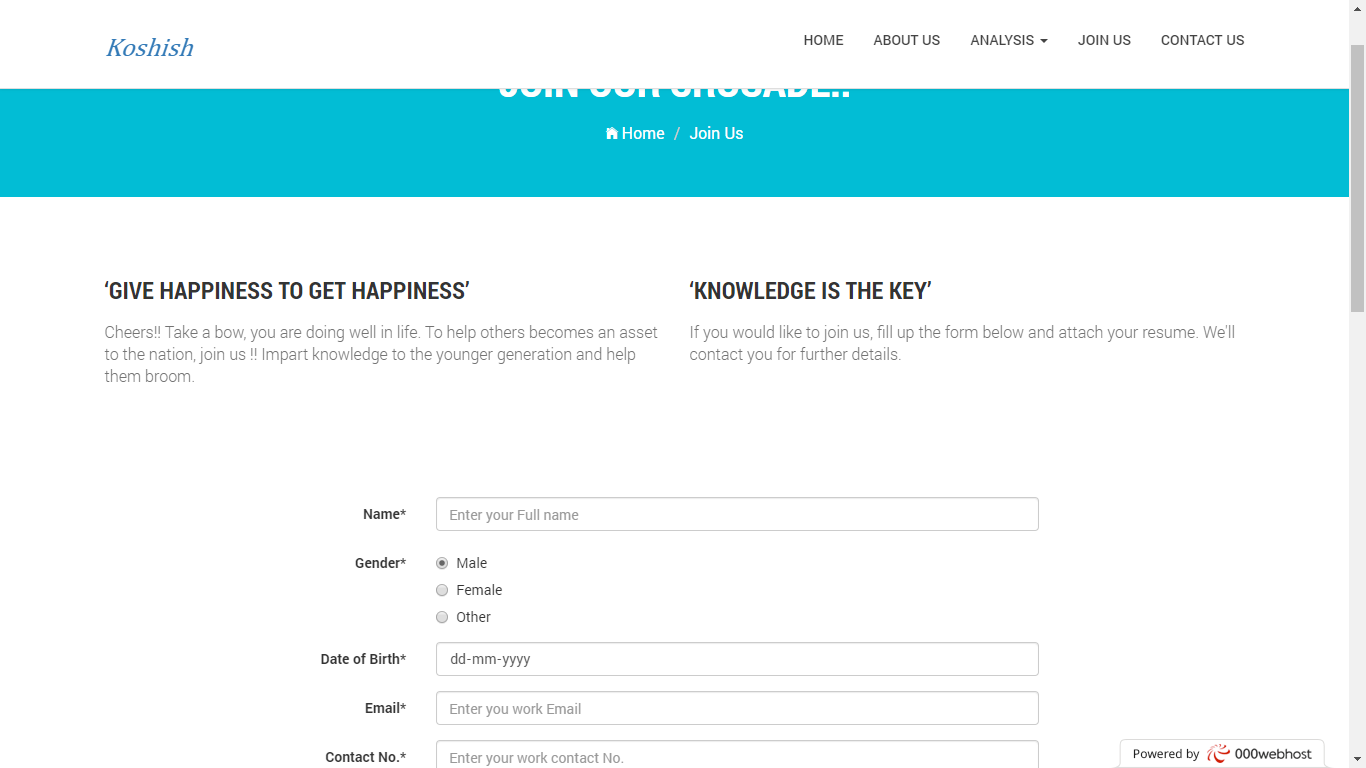 Koshish
HOME ABOUT US ANALYSIS JOIN US CONTACT US
JOIN OUR CRUSADE!!
Home / Join Us
‘GIVE HAPPINESS TO GET HAPPINESS’
Cheers!! Take a bow, you are doing well in life. To help others becomes an asset
to the nation, join us !! Impart knowledge to the younger generation and help
them broom.
‘KNOWLEDGE IS THE KEY’
If you would like to join us, fill up the form below and attach your resume. We'll
contact you for further details.
Name*
Enter your Full name
Gender*
Male
Female
Other
Date of Birth*
dd-mm-yyyy
Email*
Enter you work Email
Contact No.*
Enter your work contact No.
Powered by 000webhost